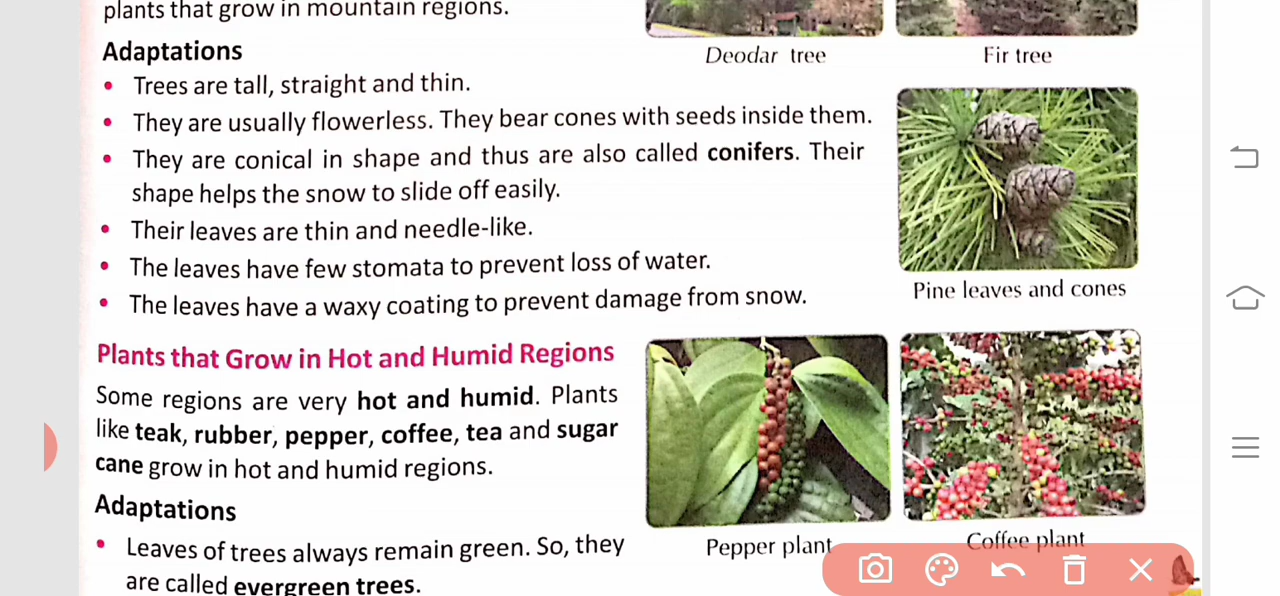 plants that grow in mountain regions.
Deodar tree
Fir tree
Adaptations
• Trees are tall, straight and thin.
• They are usually flowerless. They bear cones with seeds inside them.
• They are conical in shape and thus are also called conifers. Their
shape helps the snow to slide off easily.
• Their leaves are thin and needle-like.
• The leaves have few stomata to prevent loss of water.
• The leaves have a waxy coating to prevent damage from snow.
Pine leaves and cones
Plants that Grow in Hot and Humid Regions
Some regions are very hot and humid. Plants
like teak, rubber, pepper, coffee, tea and sugar
cane grow in hot and humid regions.
Adaptations
• Leaves of trees always remain green. So, they
are called evergreen trees.
Pepper plant
Coffee plant